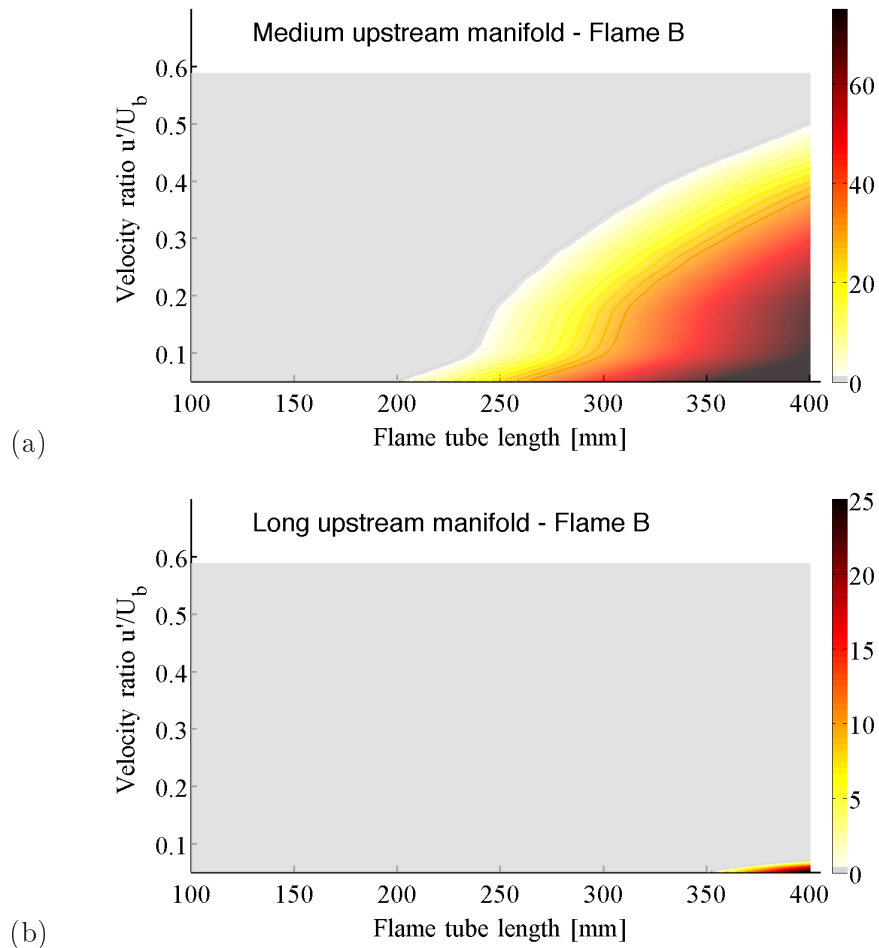 Medium upstream manifold - Flame B
Velocity ratio u'/U_b
0.6
0.5
0.4
0.3
0.2
0.1
100 150 200 250 300 350 400
Flame tube length [mm]
60
40
20
0
(a)
Long upstream manifold - Flame B
Velocity ratio u'/U_b
0.6
0.5
0.4
0.3
0.2
0.1
100 150 200 250 300 350 400
Flame tube length [mm]
25
20
15
10
5
0
(b)